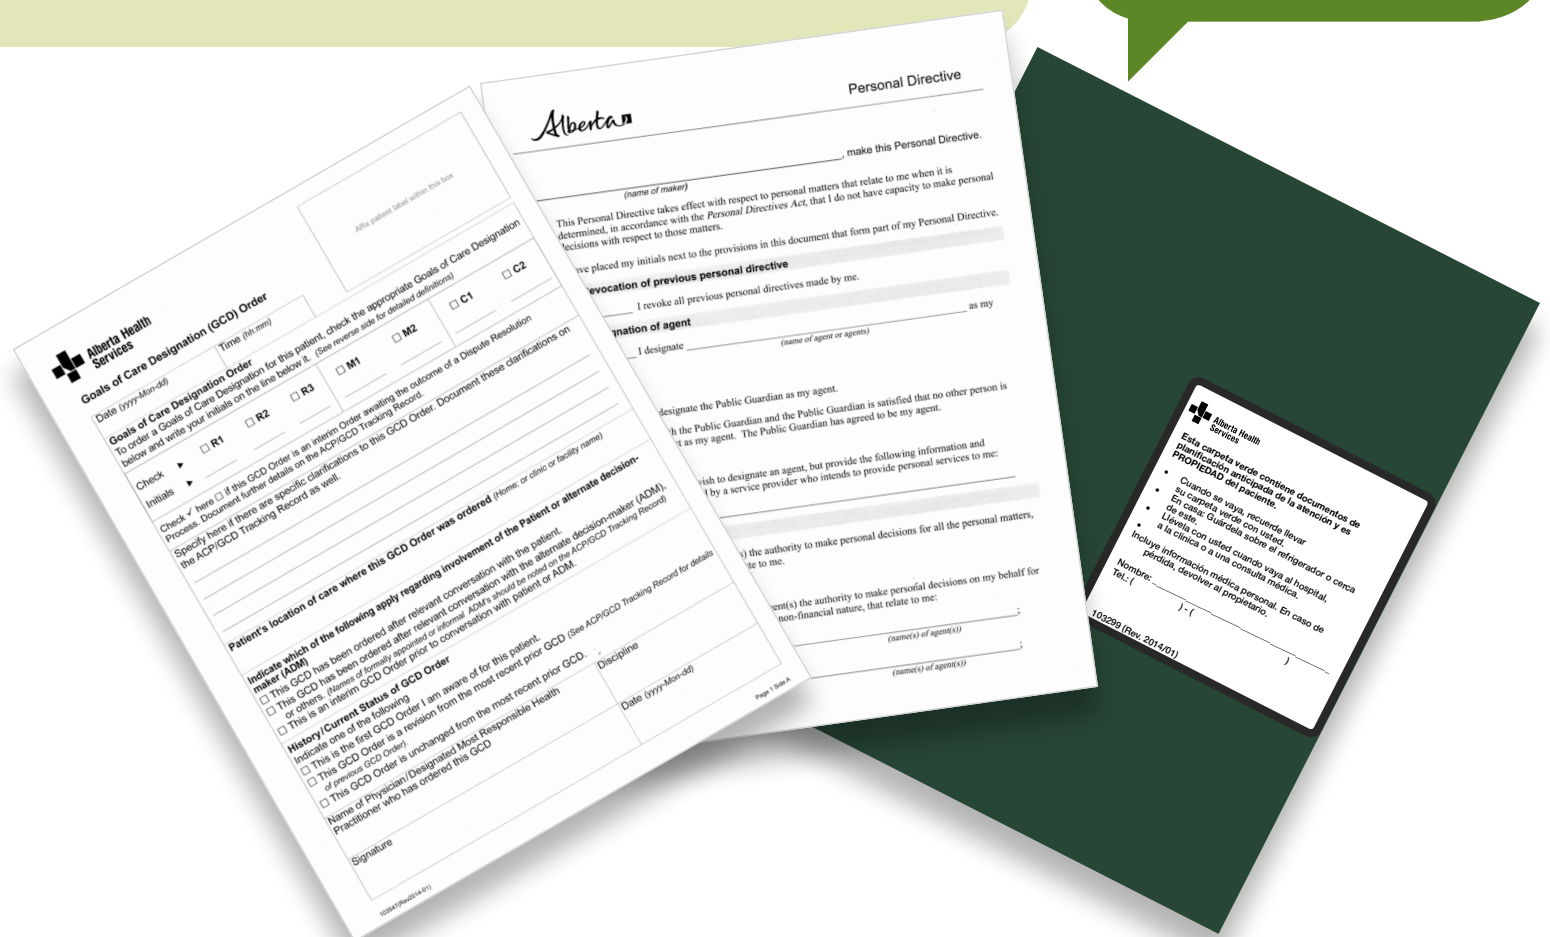 Alberta Health
Services
Affix patient label within this box
Goals of Care Designation (GCD) Order
Date (yyyy-Mon-dd)
Time (hh:mm)
Goals of Care Designation Order
To order a Goals of Care Designation for this patient, check the appropriate Goals of Care Designation
below and write your initials on the line below it. (See reverse side for detailed definitions)
Check ▶ ☐ R1 ☐ R2 ☐ R3 ☐ M1 ☐ M2 ☐ C1 ☐ C2
Initials ▶
Check ✓ here ☐ if this GCD Order is an interim Order awaiting the outcome of a Dispute Resolution
Process. Document further details on the ACP/GCD Tracking Record.
Specify here if there are specific clarifications to this GCD Order. Document these clarifications on
the ACP/GCD Tracking Record as well.
Patient's location of care where this GCD Order was ordered (Home, or clinic or facility name)
Indicate which of the following apply regarding involvement of the Patient or alternate decision-
maker (ADM)
☐ This GCD has been ordered after relevant conversation with the patient.
☐ This GCD has been ordered after relevant conversation with the alternate decision-maker (ADM),
or others. (Names of formally appointed or informal ADM's should be noted on the ACP/GCD Tracking Record)
☐ This is an interim GCD Order prior to conversation with patient or ADM.
History/Current Status of GCD Order
Indicate one of the following
☐ This is the first GCD Order I am aware of for this patient.
☐ This GCD Order is a revision from the most recent prior GCD (See ACP/GCD Tracking Record for details
of previous GCD Order).
☐ This GCD Order is unchanged from the most recent prior GCD.
Name of Physician/Designated Most Responsible Health
Practitioner who has ordered this GCD
Discipline
Signature
Date (yyyy-Mon-dd)
103547(Rev2014-01)
Page 1 Side A
Alberta
Personal Directive
, make this Personal Directive.
(name of maker)
This Personal Directive takes effect with respect to personal matters that relate to me when it is
determined, in accordance with the Personal Directives Act, that I do not have capacity to make personal
decisions with respect to those matters.
ve placed my initials next to the provisions in this document that form part of my Personal Directive.
evocation of previous personal directive
I revoke all previous personal directives made by me.
nation of agent
I designate as my
(name of agent or agents)
designate the Public Guardian as my agent.
h the Public Guardian and the Public Guardian is satisfied that no other person is
ct as my agent. The Public Guardian has agreed to be my agent.
ish to designate an agent, but provide the following information and
l by a service provider who intends to provide personal services to me:
) the authority to make personal decisions for all the personal matters,
te to me.
ent(s) the authority to make personal decisions on my behalf for
non-financial nature, that relate to me:
;
(name(s) of agent(s))
;
(name(s) of agent(s))
Alberta Health
Services
Esta carpeta verde contiene documentos de
planificación anticipada de la atención y es
PROPIEDAD del paciente.
• Cuando se vaya, recuerde llevar
su carpeta verde con usted.
• En casa: Guárdela sobre el refrigerador o cerca
de este.
• Llévela con usted cuando vaya al hospital,
a la clínica o a una consulta médica.
• Incluye información médica personal. En caso de
pérdida, devolver al propietario.
Nombre:
Tel.: ( ) - ( )
103299 (Rev. 2014/01)